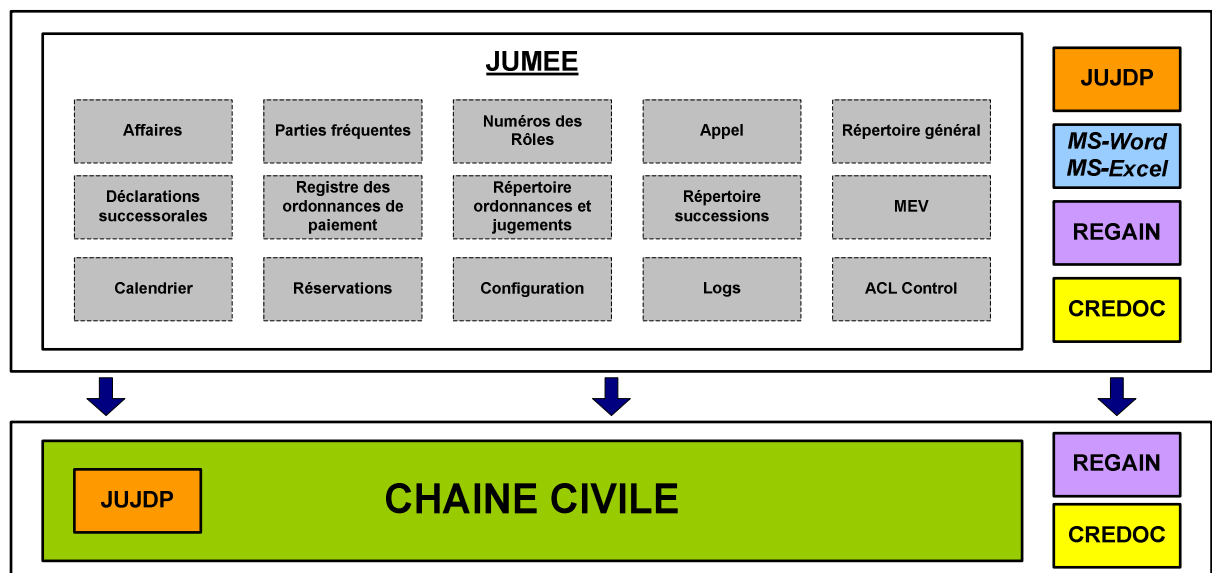 JUMEE
Affaires
Parties fréquentes
Numéros des
Rôles
Appel
Répertoire général
Déclarations
successorales
Registre des
ordonnances de
paiement
Répertoire
ordonnances et
jugements
Répertoire
successions
MEV
Calendrier
Réservations
Configuration
Logs
ACL Control
JUJDP
MS-Word
MS-Excel
REGAIN
CREDOC
JUJDP
CHAINE CIVILE
REGAIN
CREDOC